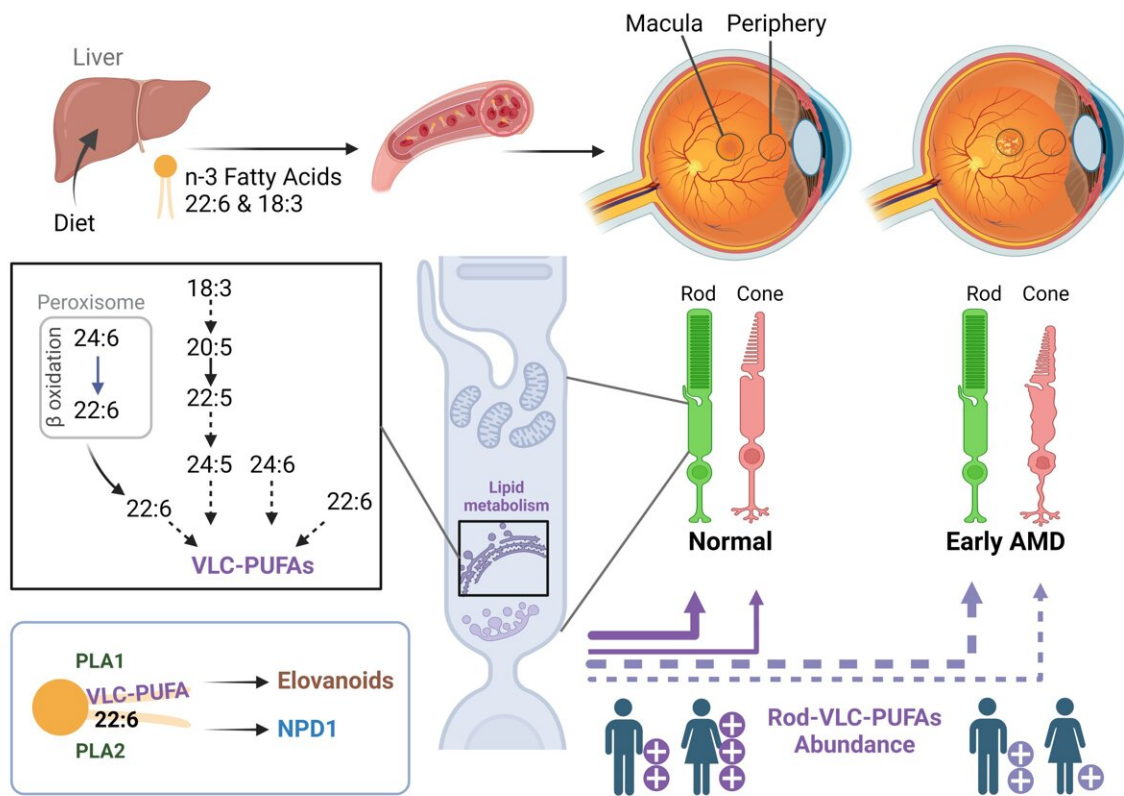 Liver
Diet
n-3 Fatty Acids
22:6 & 18:3
Macula
Periphery
Peroxisome
β oxidation
24:6
22:6
18:3
20:5
22:5
24:5
24:6
22:6
22:6
VLC-PUFAs
Lipid
metabolism
Rod
Cone
Normal
Rod
Cone
Early AMD
PLA1
VLC-PUFA
22:6
PLA2
Elovanoids
NPD1
Rod-VLC-PUFAs
Abundance